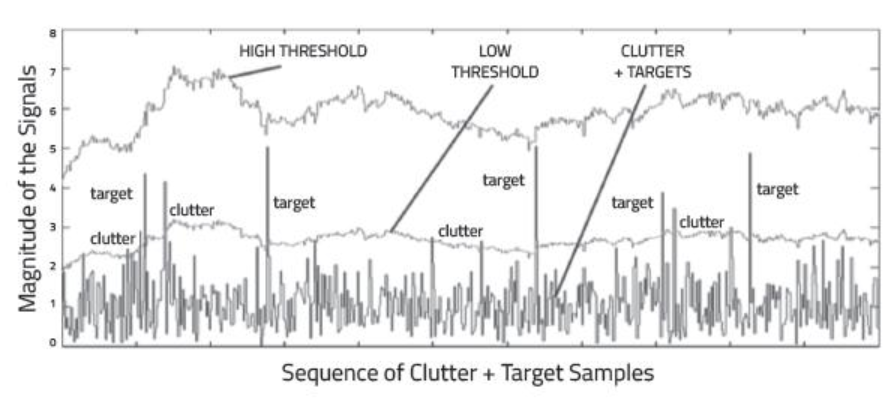 8
7
6
5
4
3
2
1
0
Magnitude of the Signals
HIGH THRESHOLD
LOW
THRESHOLD
CLUTTER
+ TARGETS
target
clutter
clutter
target
clutter
target
target
clutter
target
Sequence of Clutter + Target Samples